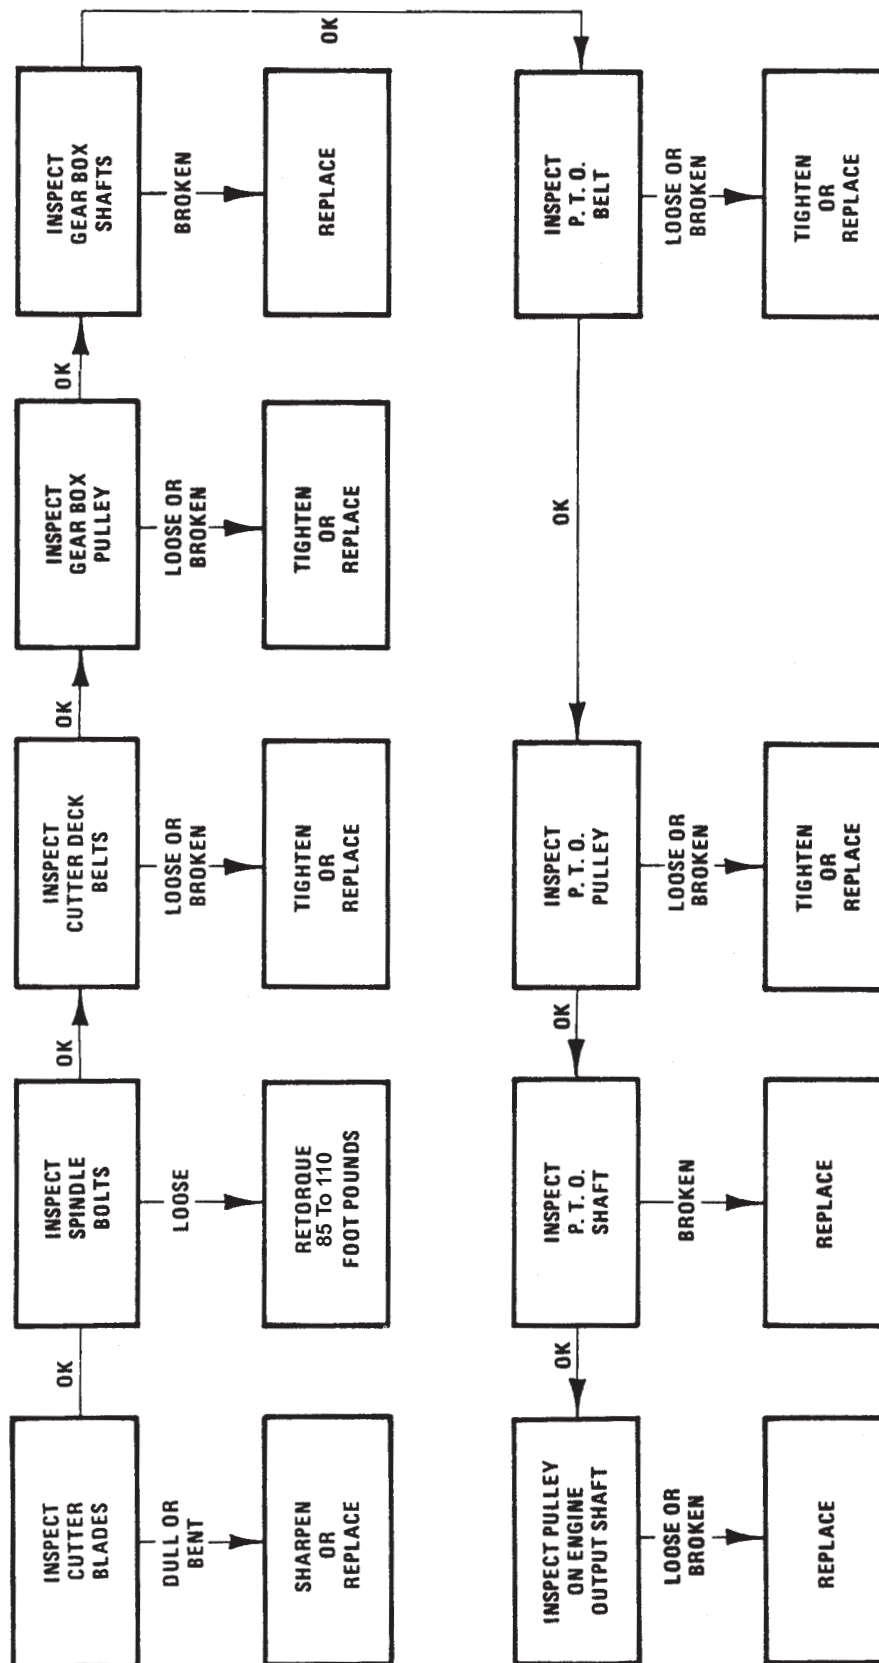 INSPECT
CUTTER
BLADES
OK
DULL OR
BENT
SHARPEN
OR
REPLACE
INSPECT
SPINDLE
BOLTS
OK
LOOSE
RETORQUE
85 To 110
FOOT POUNDS
INSPECT
CUTTER DECK
BELTS
OK
LOOSE OR
BROKEN
TIGHTEN
OR
REPLACE
INSPECT
GEAR BOX
PULLEY
OK
LOOSE OR
BROKEN
TIGHTEN
OR
REPLACE
INSPECT
GEAR BOX
SHAFTS
OK
BROKEN
REPLACE
INSPECT
P. T. O.
BELT
OK
LOOSE OR
BROKEN
TIGHTEN
OR
REPLACE
INSPECT
P. T. O.
PULLEY
OK
LOOSE OR
BROKEN
TIGHTEN
OR
REPLACE
INSPECT
P. T. O.
SHAFT
OK
BROKEN
REPLACE
INSPECT PULLEY
ON ENGINE
OUTPUT SHAFT
LOOSE OR
BROKEN
REPLACE